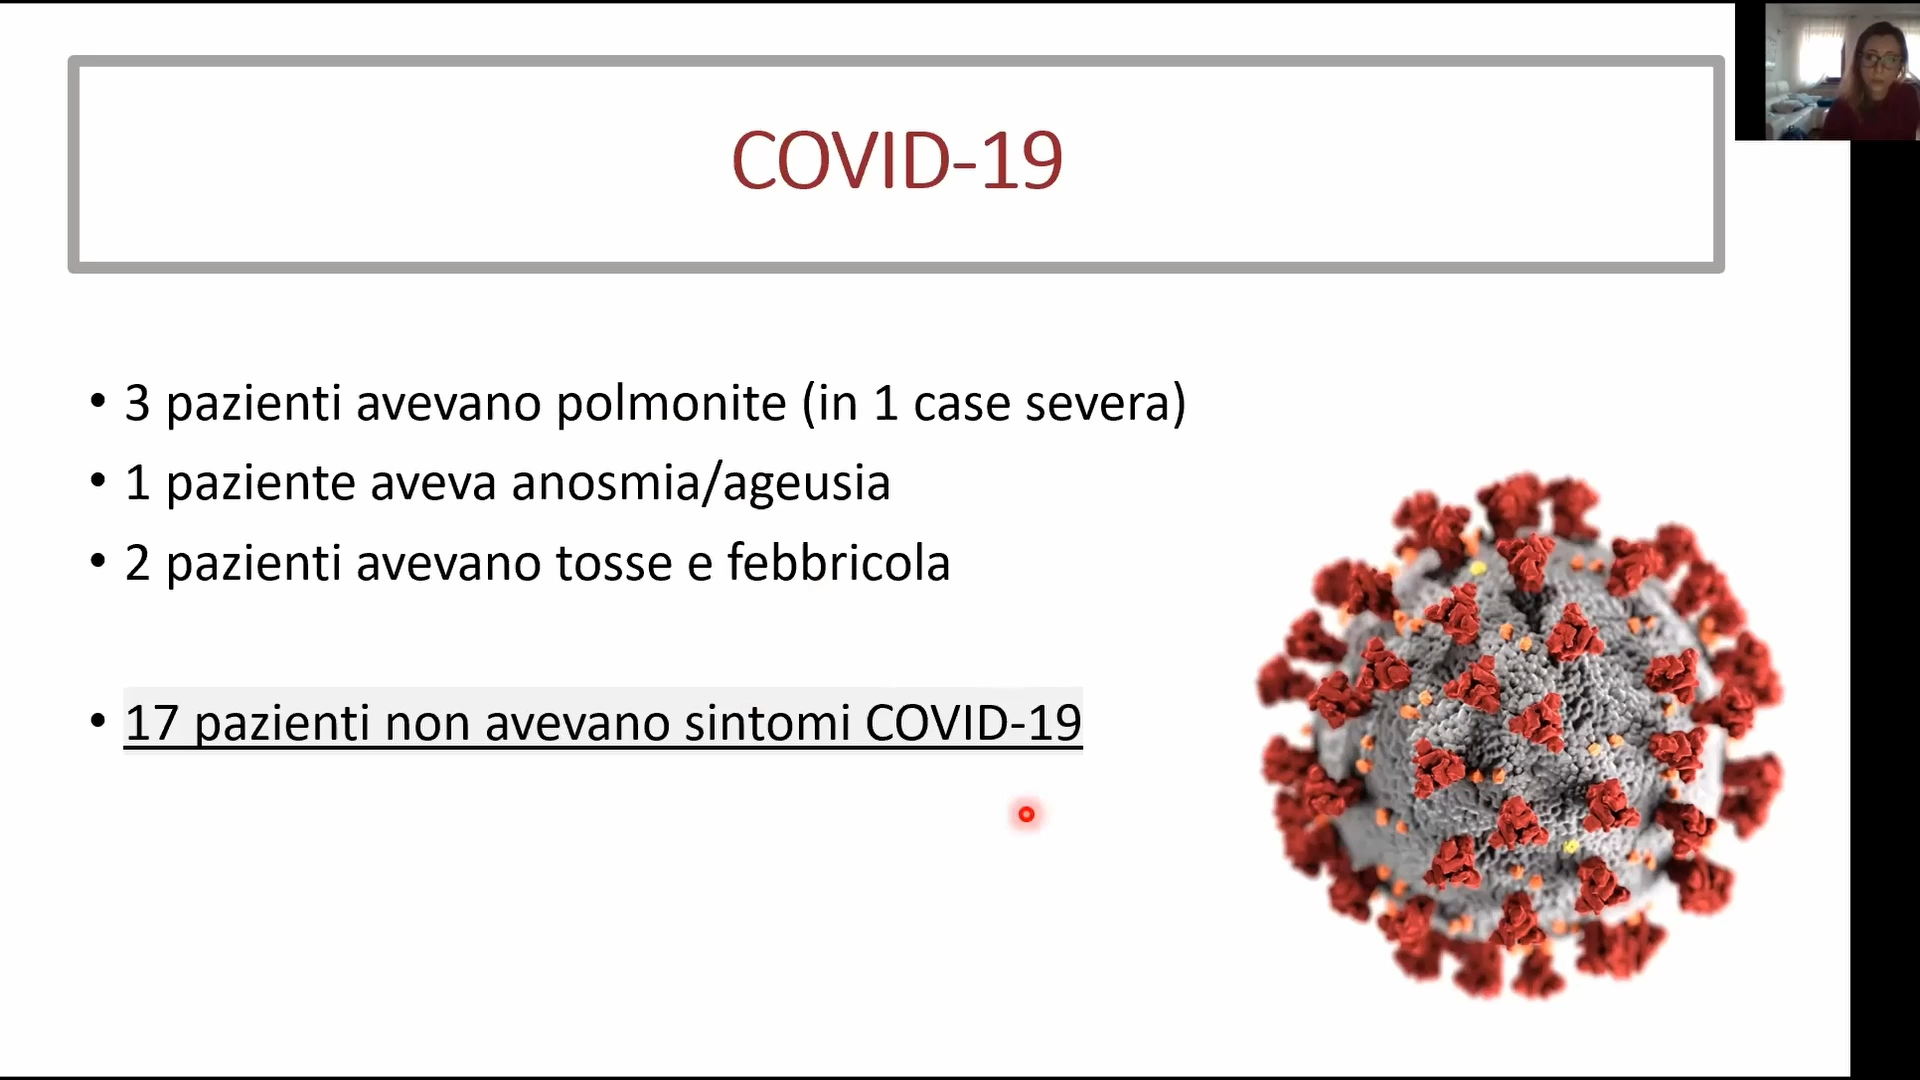 COVID-19
• 3 pazienti avevano polmonite (in 1 case severa)
• 1 paziente aveva anosmia/ageusia
• 2 pazienti avevano tosse e febbricola
• 17 pazienti non avevano sintomi COVID-19